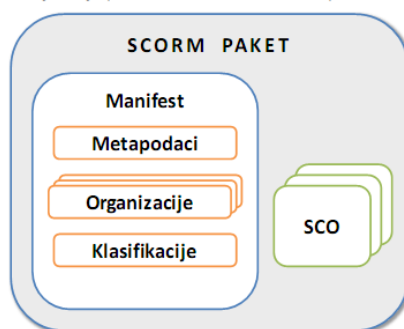 SCORM PAKET
Manifest
Metapodaci
Organizacije
Klasifikacije
SCO